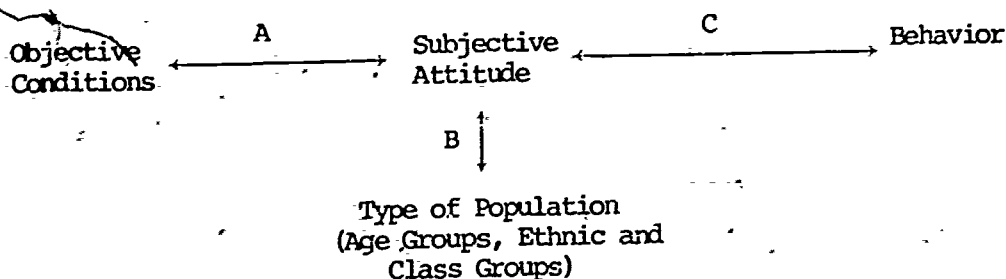 A
C
Objective
Conditions
Subjective
Attitude
Behavior
B
Type of Population
(Age Groups, Ethnic and
Class Groups)